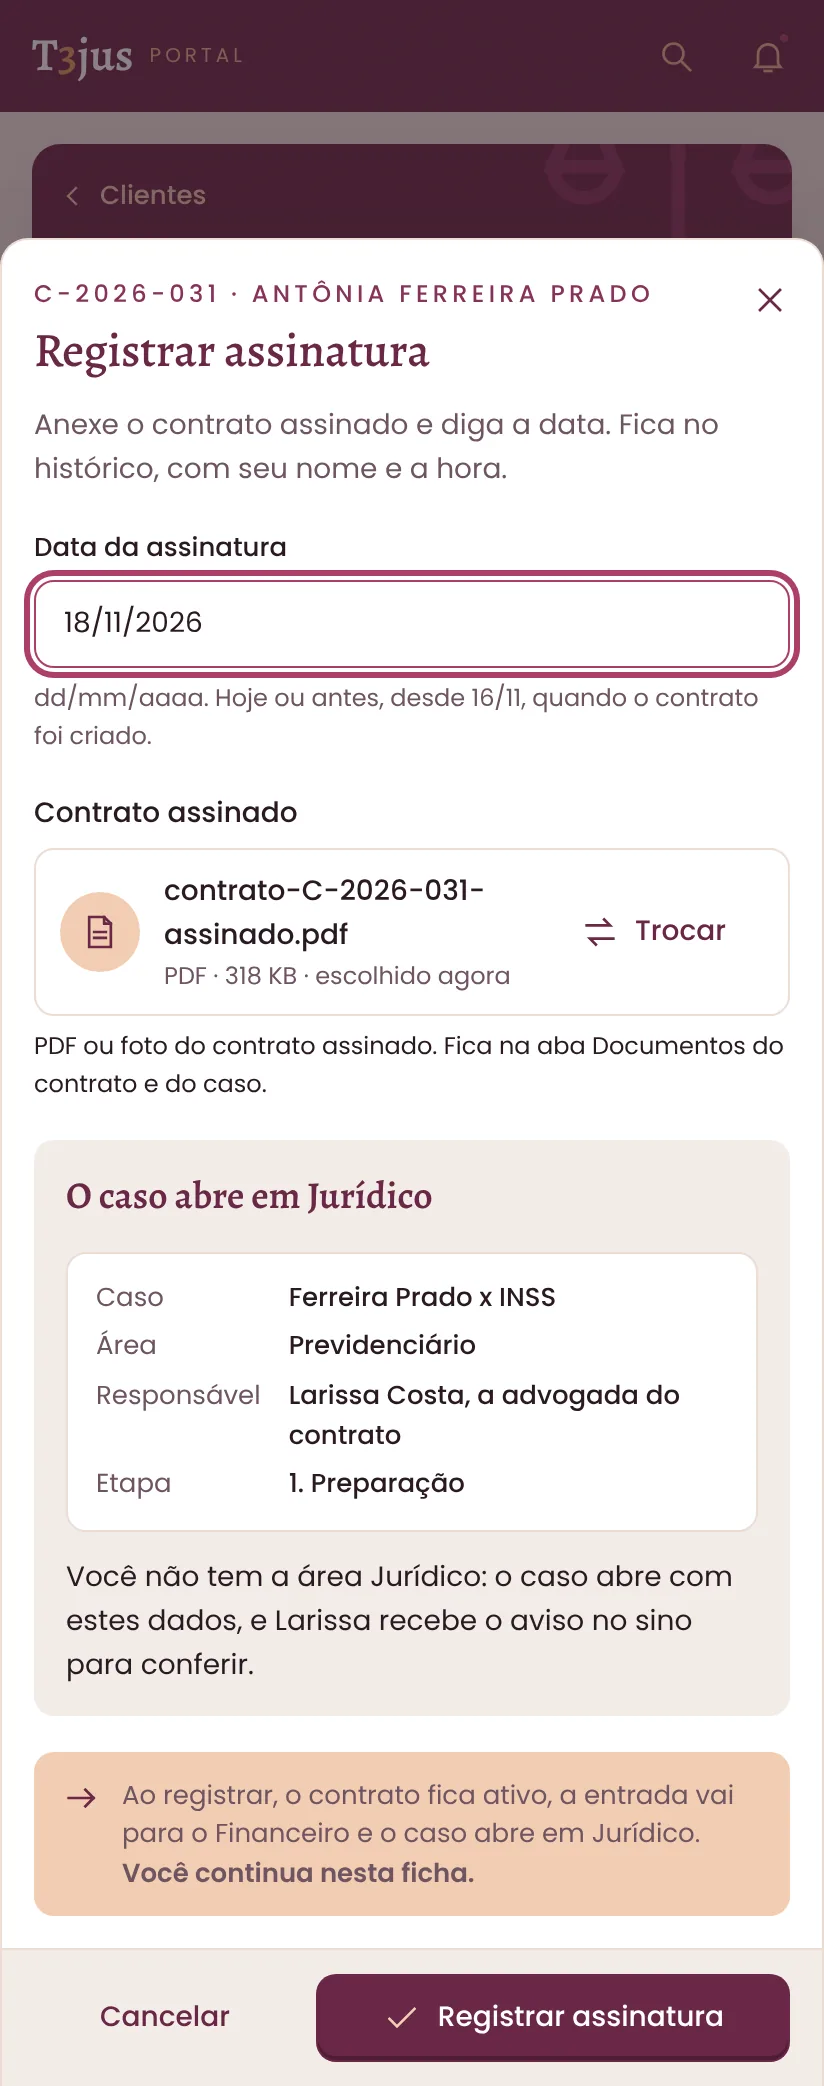 T3jus PORTAL
Clientes
C-2026-031 · ANTÔNIA FERREIRA PRADO
Registrar assinatura
Anexe o contrato assinado e diga a data. Fica no
histórico, com seu nome e a hora.
Data da assinatura
18/11/2026
dd/mm/aaaa. Hoje ou antes, desde 16/11, quando o contrato
foi criado.
Contrato assinado
contrato-C-2026-031-
assinado.pdf
PDF · 318 KB · escolhido agora
Trocar
PDF ou foto do contrato assinado. Fica na aba Documentos do
contrato e do caso.
O caso abre em Jurídico
Caso Ferreira Prado x INSS
Área Previdenciário
Responsável Larissa Costa, a advogada do
contrato
Etapa 1. Preparação
Você não tem a área Jurídico: o caso abre com
estes dados, e Larissa recebe o aviso no sino
para conferir.
Ao registrar, o contrato fica ativo, a entrada vai
para o Financeiro e o caso abre em Jurídico.
Você continua nesta ficha.
Cancelar
Registrar assinatura